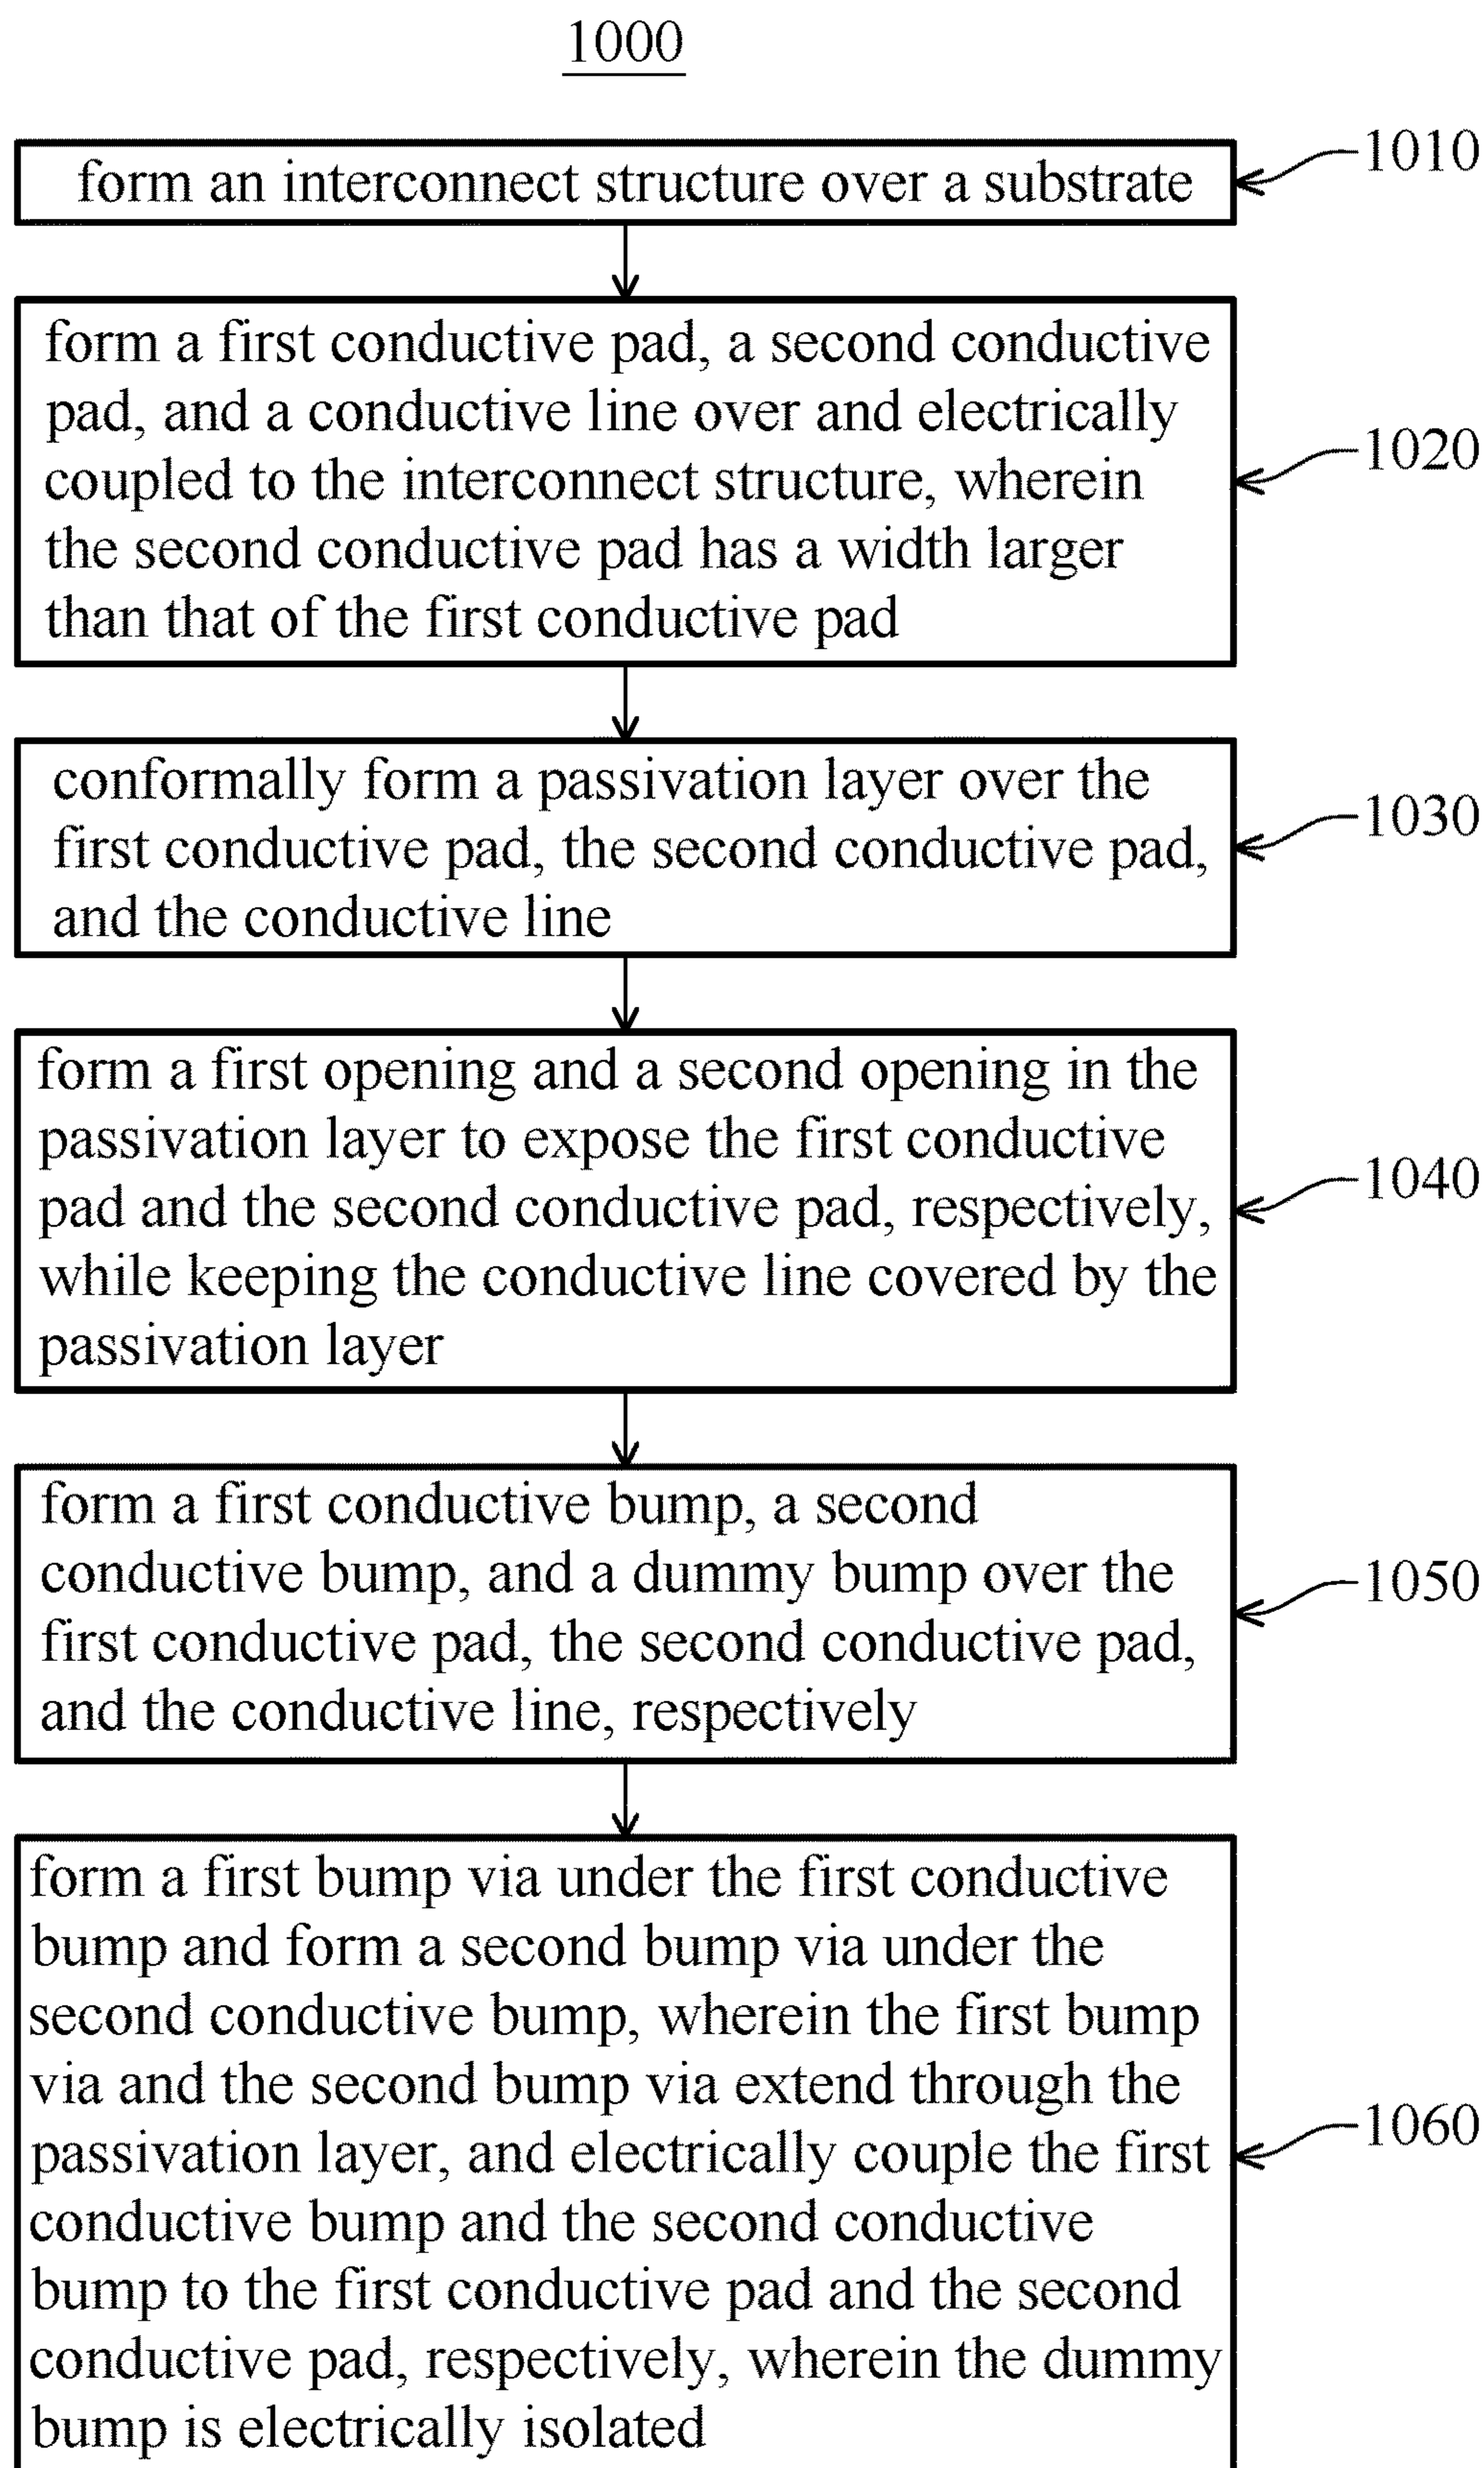 1000
form an interconnect structure over a substrate
1010
form a first conductive pad, a second conductive
pad, and a conductive line over and electrically
coupled to the interconnect structure, wherein
the second conductive pad has a width larger
than that of the first conductive pad
1020
conformally form a passivation layer over the
first conductive pad, the second conductive pad,
and the conductive line
1030
form a first opening and a second opening in the
passivation layer to expose the first conductive
pad and the second conductive pad, respectively,
while keeping the conductive line covered by the
passivation layer
1040
form a first conductive bump, a second
conductive bump, and a dummy bump over the
first conductive pad, the second conductive pad,
and the conductive line, respectively
1050
form a first bump via under the first conductive
bump and form a second bump via under the
second conductive bump, wherein the first bump
via and the second bump via extend through the
passivation layer, and electrically couple the first
conductive bump and the second conductive
bump to the first conductive pad and the second
conductive pad, respectively, wherein the dummy
bump is electrically isolated
1060